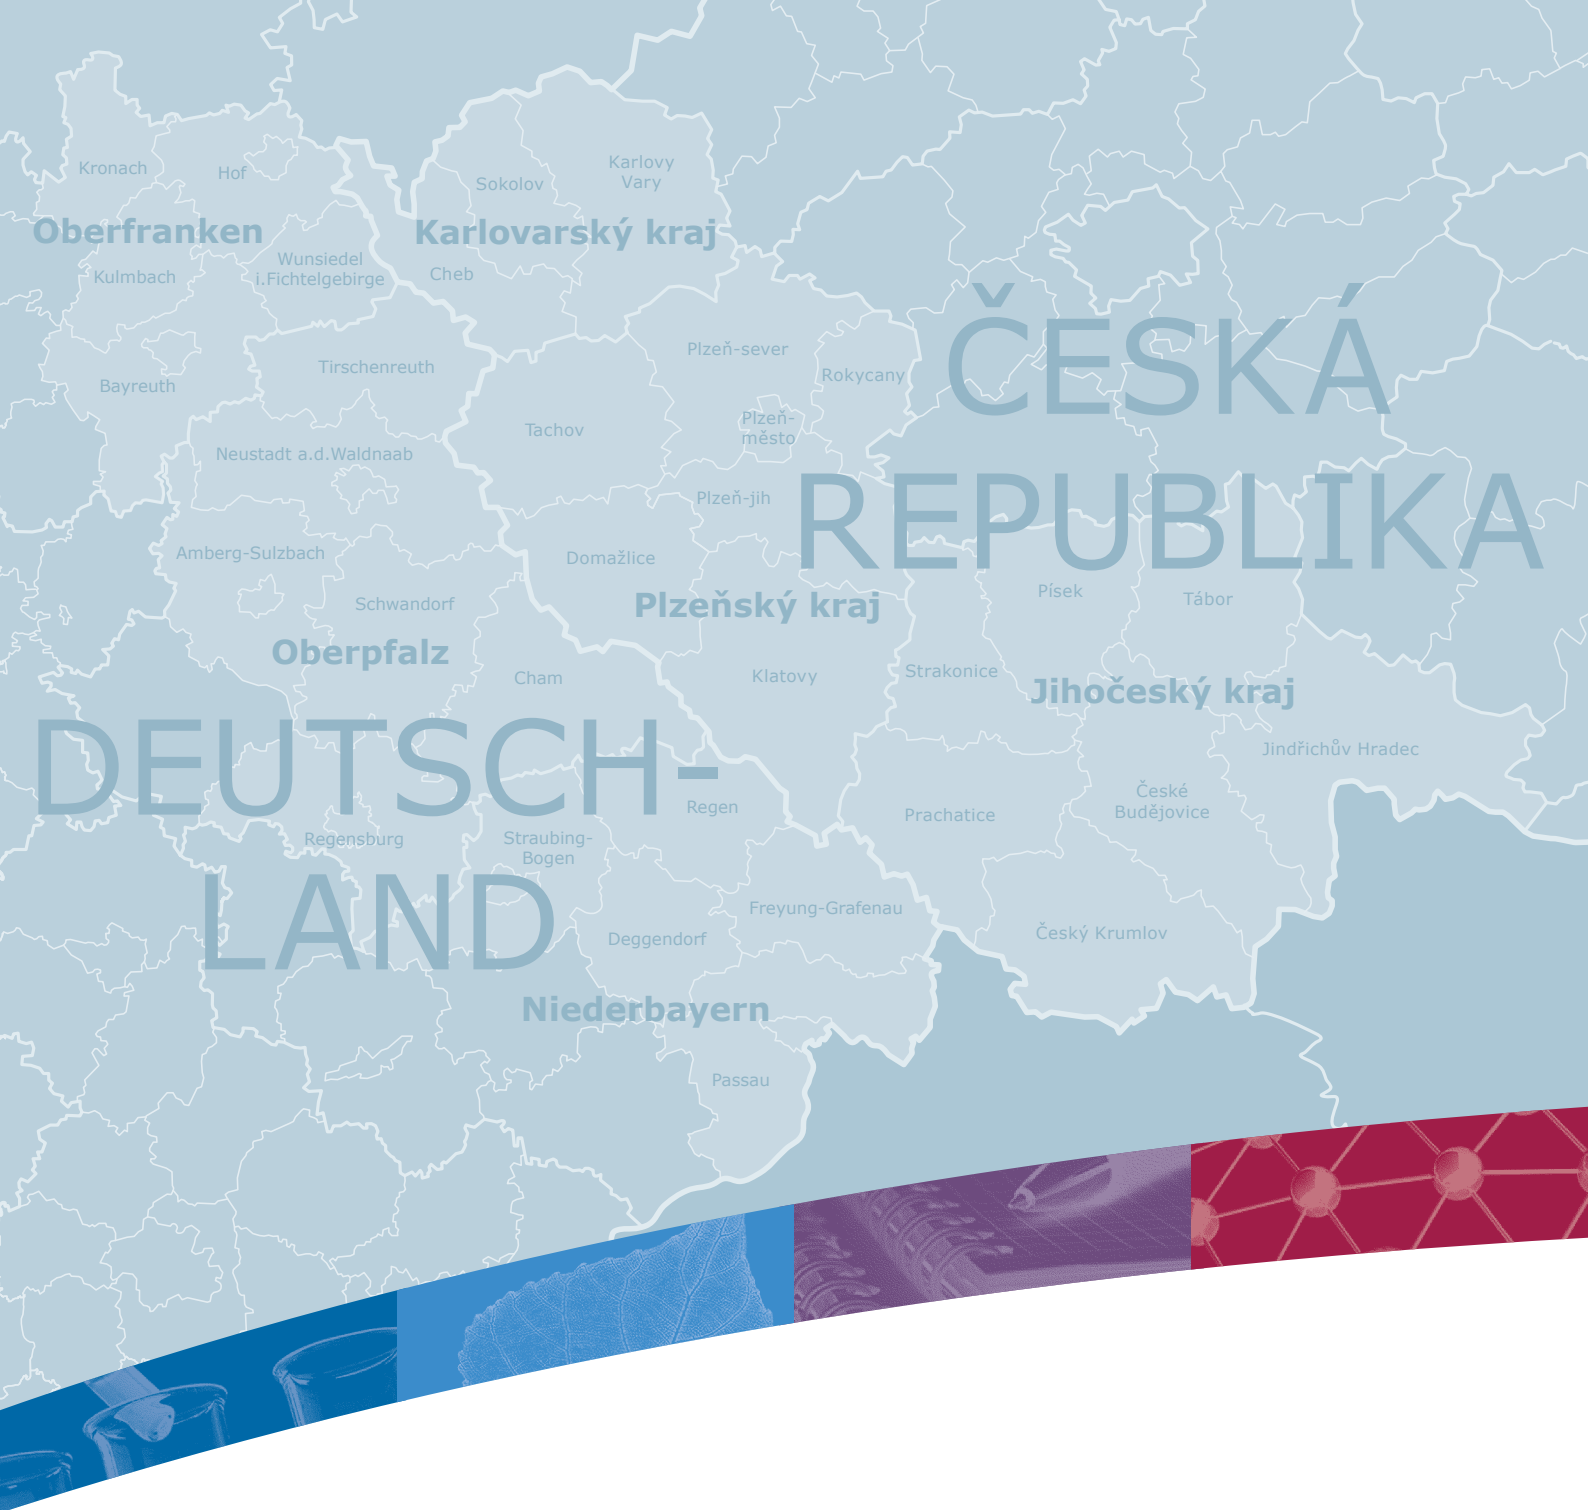 Kronach
Hof
Karlovy
Vary
Sokolov
Oberfranken
Karlovarský kraj
Wunsiedel
i.Fichtelgebirge
Kulmbach
Cheb
ČESKÁ
Plzeň-sever
Tirschenreuth
Rokycany
Bayreuth
Plzeň-
město
Tachov
Neustadt a.d.Waldnaab
Plzeň-jih
REPUBLIKA
Amberg-Sulzbach
Domažlice
Písek
Tábor
Schwandorf
Plzeňský kraj
Oberpfalz
Cham
Klatovy
Strakonice
Jihočeský kraj
Jindřichův Hradec
DEUTSCH-
LAND
Regen
České
Budějovice
Prachatice
Regensburg
Straubing-
Bogen
Freyung-Grafenau
Deggendorf
Český Krumlov
Niederbayern
Passau